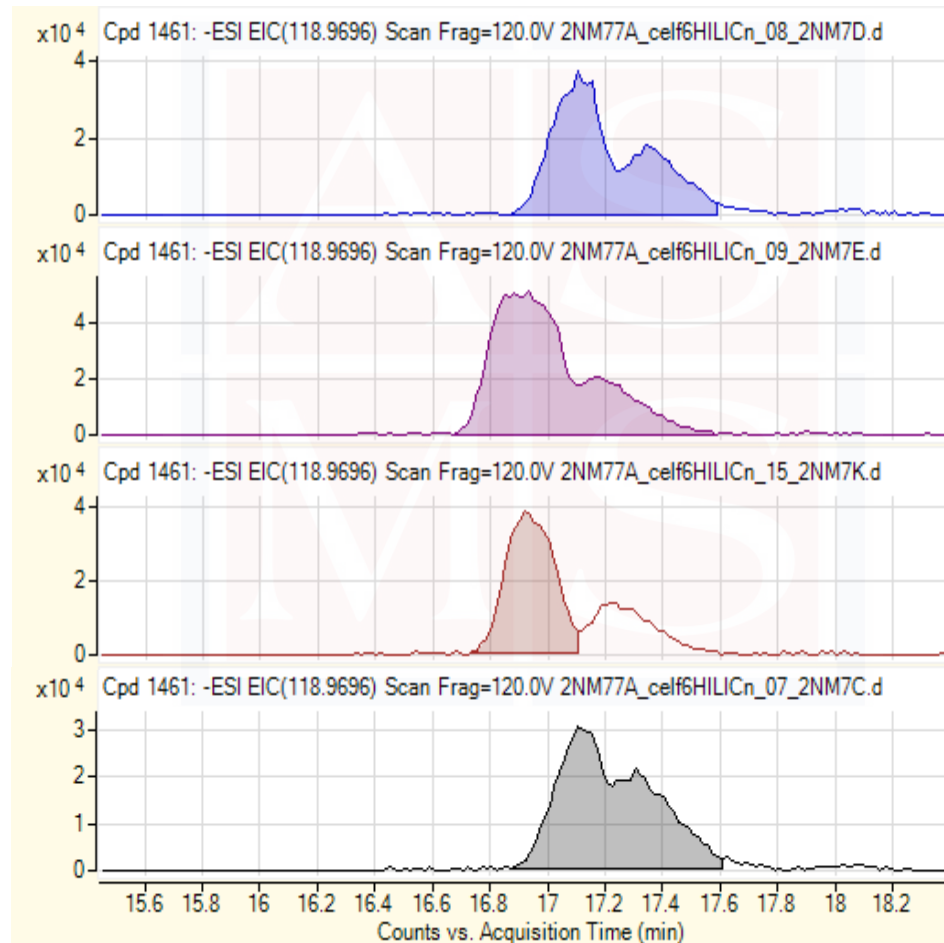 x10 4 Cpd 1461: -ESI EIC(118.9696) Scan Frag=120.0V 2NM77A_celf6HILICn_08_2NM7D.d
4
2
0
x10 4 Cpd 1461: -ESI EIC(118.9696) Scan Frag=120.0V 2NM77A_celf6HILICn_09_2NM7E.d
4
2
0
x10 4 Cpd 1461: -ESI EIC(118.9696) Scan Frag=120.0V 2NM77A_celf6HILICn_15_2NM7K.d
4
2
0
x10 4 Cpd 1461: -ESI EIC(118.9696) Scan Frag=120.0V 2NM77A_celf6HILICn_07_2NM7C.d
3
2
1
0
15.6 15.8 16 16.2 16.4 16.6 16.8 17 17.2 17.4 17.6 17.8 18 18.2
Counts vs. Acquisition Time (min)
A S
M S